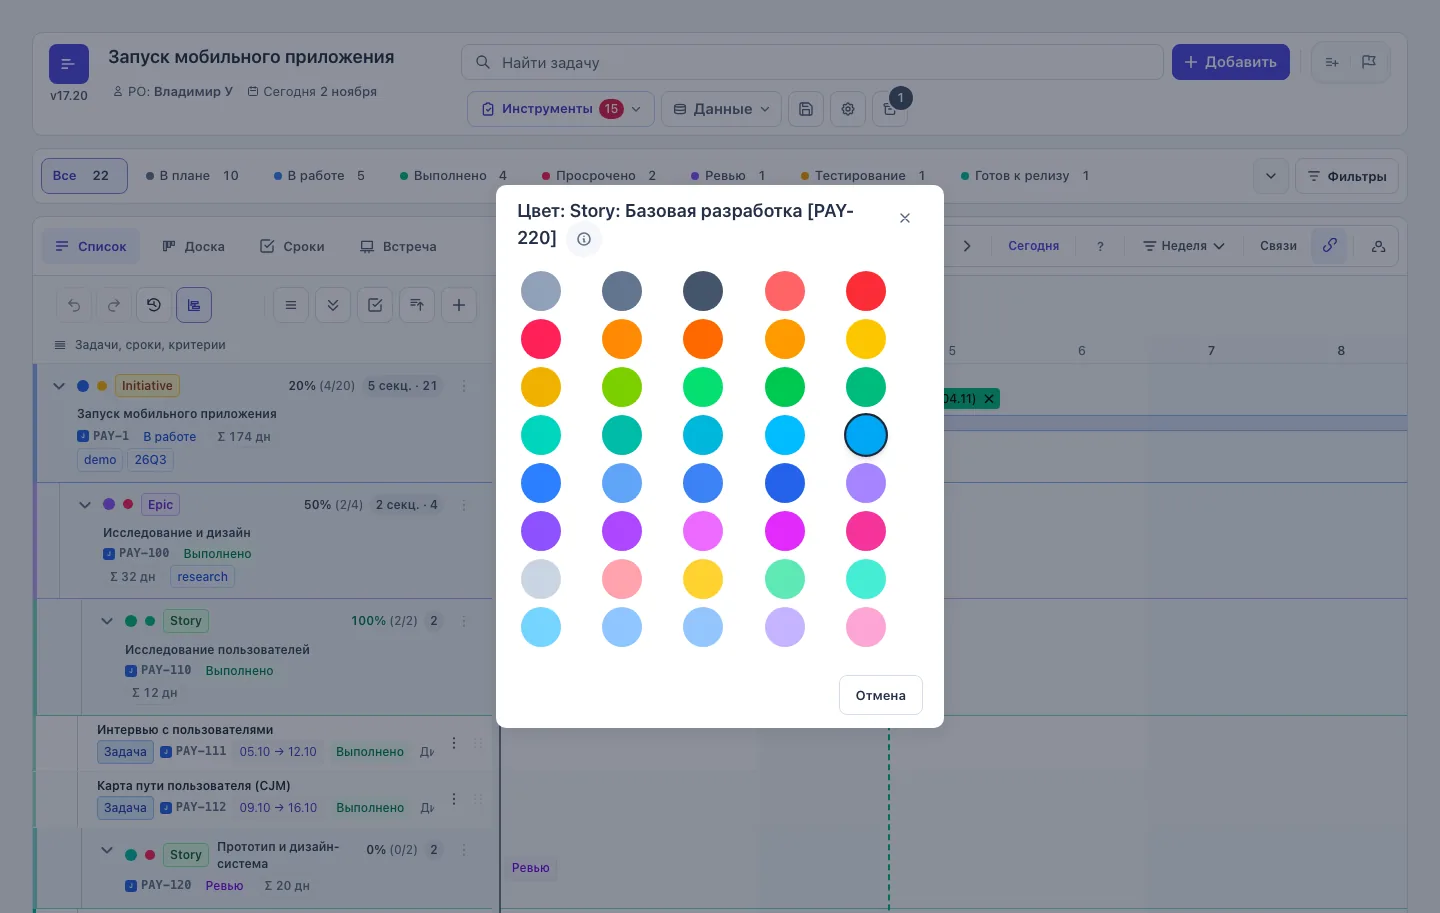 Запуск мобильного приложения
v17.20
PO: Владимир У
Сегодня 2 ноября
Найти задачу
Добавить
Инструменты 15
Данные
1
Все 22
В плане 10
В работе 5
Выполнено 4
Просрочено 2
Ревью 1
Тестирование 1
Готов к релизу 1
Фильтры
Список
Доска
Сроки
Встреча
Сегодня
?
Неделя
Связи
Задачи, сроки, критерии
5
6
7
8
Цвет: Story: Базовая разработка [PAY-
220]
Отмена
04.11)
Initiative
20% (4/20)
5 секц. · 21
Запуск мобильного приложения
PAY-1
В работе
Σ 174 дн
demo
26Q3
Epic
50% (2/4)
2 секц. · 4
Исследование и дизайн
PAY-100
Выполнено
Σ 32 дн
research
Story
100% (2/2)
2
Исследование пользователей
PAY-110
Выполнено
Σ 12 дн
Интервью с пользователями
Задача
PAY-111
05.10 → 12.10
Выполнено
Карта пути пользователя (CJM)
Задача
PAY-112
09.10 → 16.10
Выполнено
Story
Прототип и дизайн-
система
0% (0/2)
2
PAY-120
Ревью
Σ 20 дн
Ревью